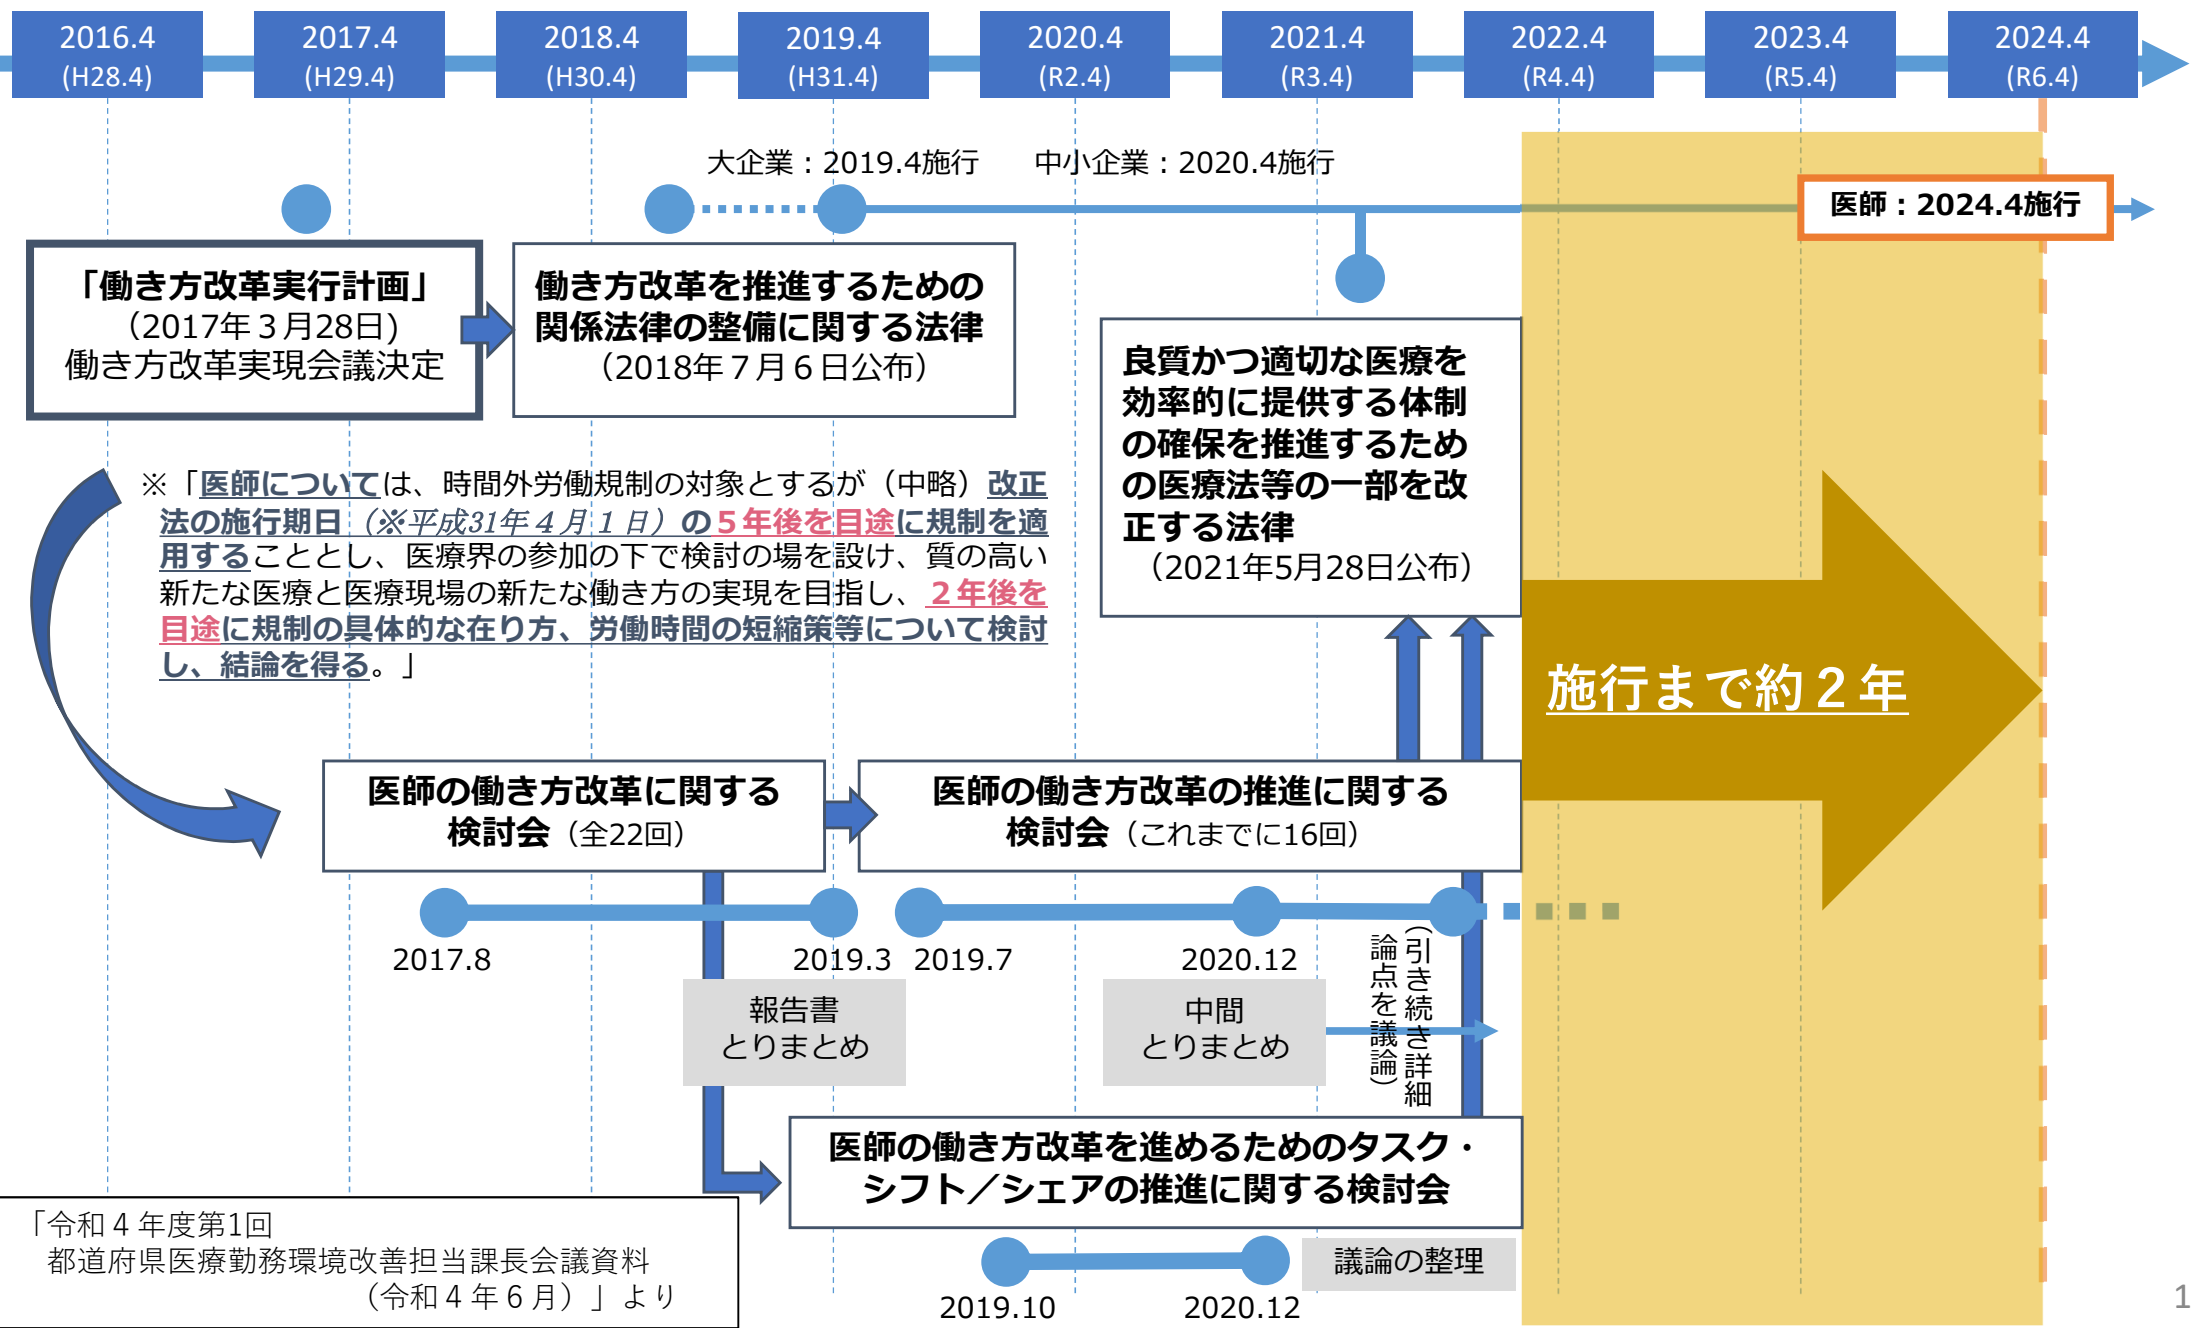 2016.4
(H28.4)
2017.4
(H29.4)
2018.4
(H30.4)
2019.4
(H31.4)
2020.4
(R2.4)
2021.4
(R3.4)
2022.4
(R4.4)
2023.4
(R5.4)
2024.4
(R6.4)
大企業：2019.4施行
中小企業：2020.4施行
医師：2024.4施行
「働き方改革実行計画」
（2017年３月28日)
働き方改革実現会議決定
働き方改革を推進するための
関係法律の整備に関する法律
（2018年７月６日公布）
良質かつ適切な医療を
効率的に提供する体制
の確保を推進するため
の医療法等の一部を改
正する法律
（2021年5月28日公布）
※「医師については、時間外労働規制の対象とするが（中略）改正
法の施行期日（※平成31年４月１日）の５年後を目途に規制を適
用することとし、医療界の参加の下で検討の場を設け、質の高い
新たな医療と医療現場の新たな働き方の実現を目指し、２年後を
目途に規制の具体的な在り方、労働時間の短縮策等について検討
し、結論を得る。」
施行まで約２年
医師の働き方改革に関する
検討会（全22回）
医師の働き方改革の推進に関する
検討会（これまでに16回）
2017.8
2019.3
2019.7
2020.12
報告書
とりまとめ
中間
とりまとめ
（引き続き詳細
論点を議論）
医師の働き方改革を進めるためのタスク・
シフト／シェアの推進に関する検討会
2019.10
2020.12
議論の整理
「令和４年度第1回
都道府県医療勤務環境改善担当課長会議資料
（令和４年６月）」より
1